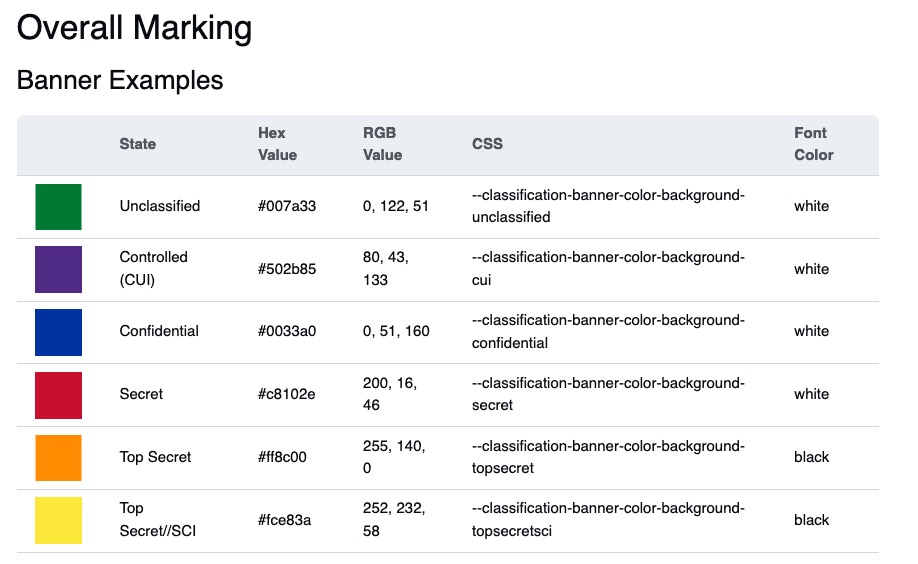 Overall Marking
Banner Examples
State Hex Value RGB Value CSS Font Color
Unclassified #007a33 0, 122, 51 --classification-banner-color-background-unclassified white
Controlled (CUI) #502b85 80, 43, 133 --classification-banner-color-background-cui white
Confidential #0033a0 0, 51, 160 --classification-banner-color-background-confidential white
Secret #c8102e 200, 16, 46 --classification-banner-color-background-secret white
Top Secret #ff8c00 255, 140, 0 --classification-banner-color-background-topsecret black
Top Secret//SCI #fce83a 252, 232, 58 --classification-banner-color-background-topsecretsci black